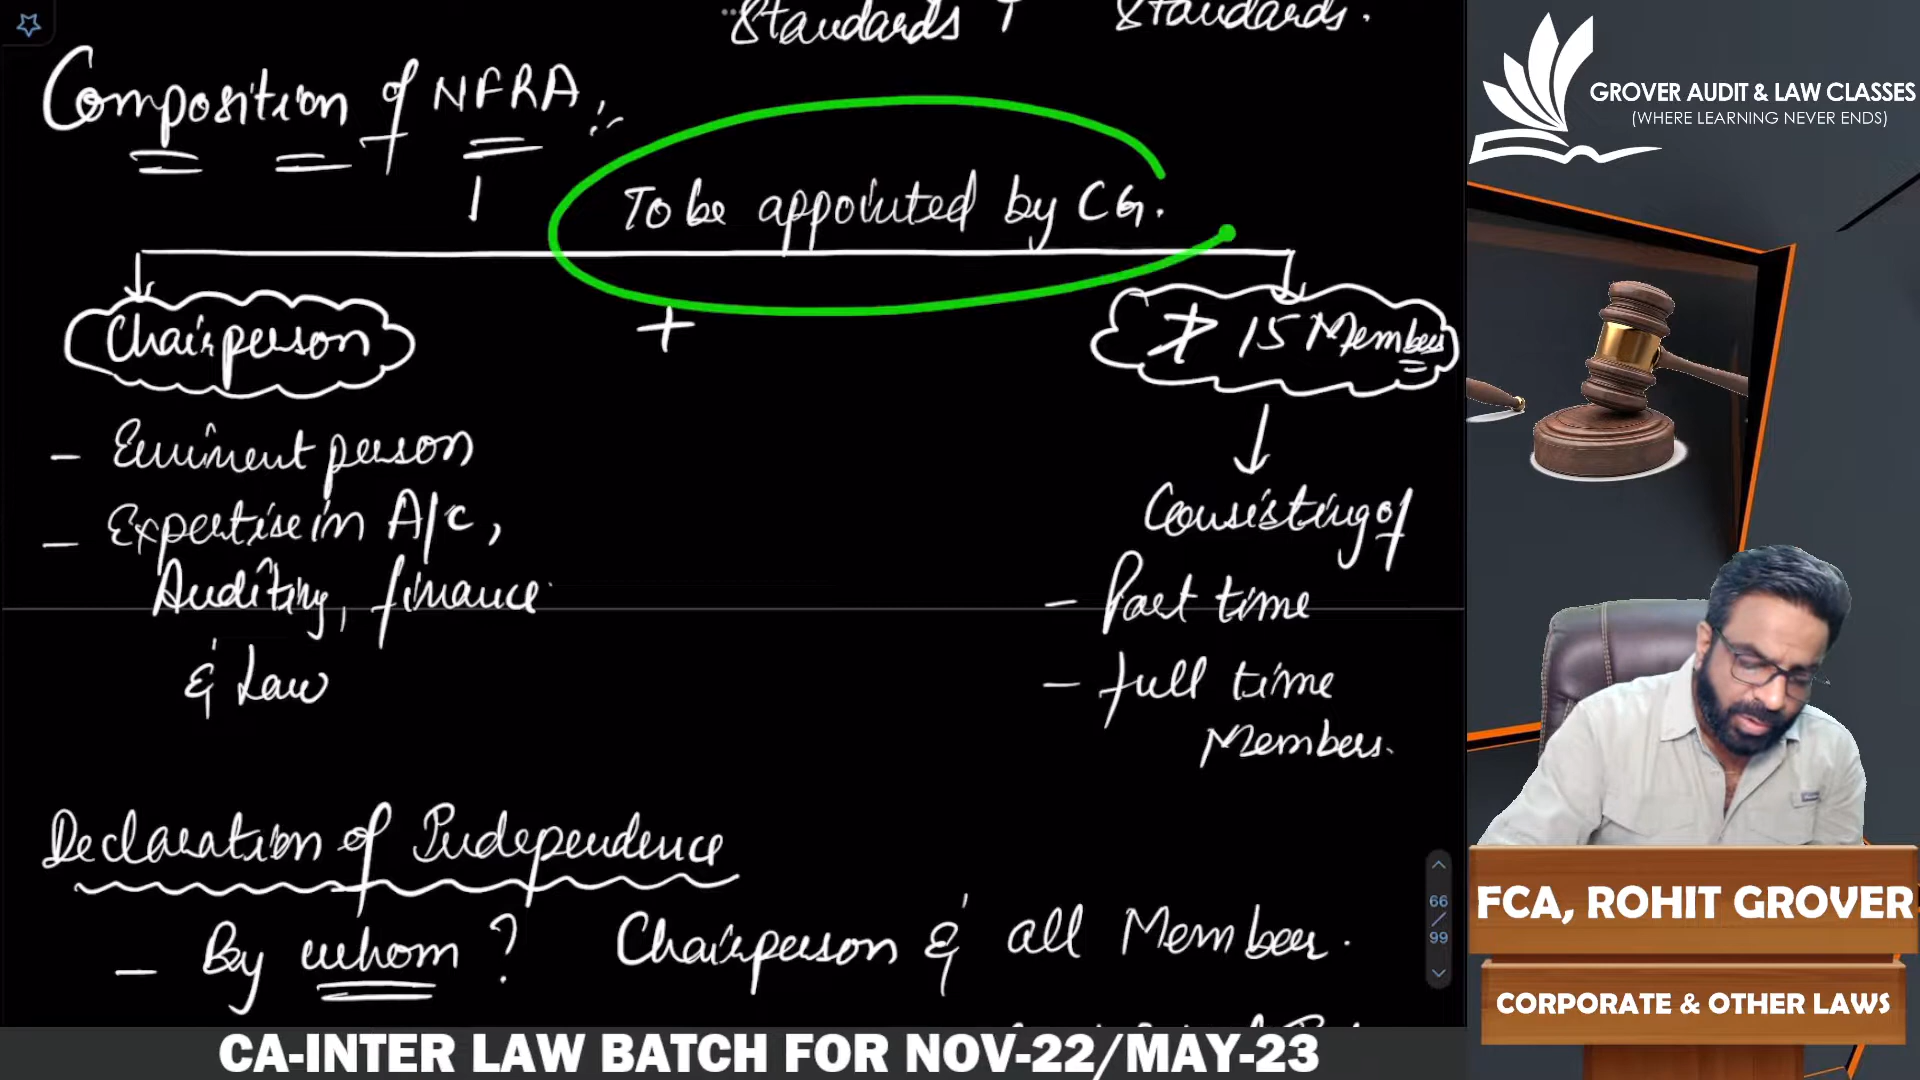 Standards Standards.
Composition of NFRA :-
To be appointed by CG.
Chairperson + ≯ 15 Members
- Eminent person
- Expertise in A/c,
Auditing, finance
& Law
Consisting of
- Part time
- full time
Members.
Declaration of Independence
- By whom ? Chairperson & all Member.
66
/
99
GROVER AUDIT & LAW CLASSES
(WHERE LEARNING NEVER ENDS)
FCA, ROHIT GROVER
CORPORATE & OTHER LAWS
CA-INTER LAW BATCH FOR NOV-22/MAY-23